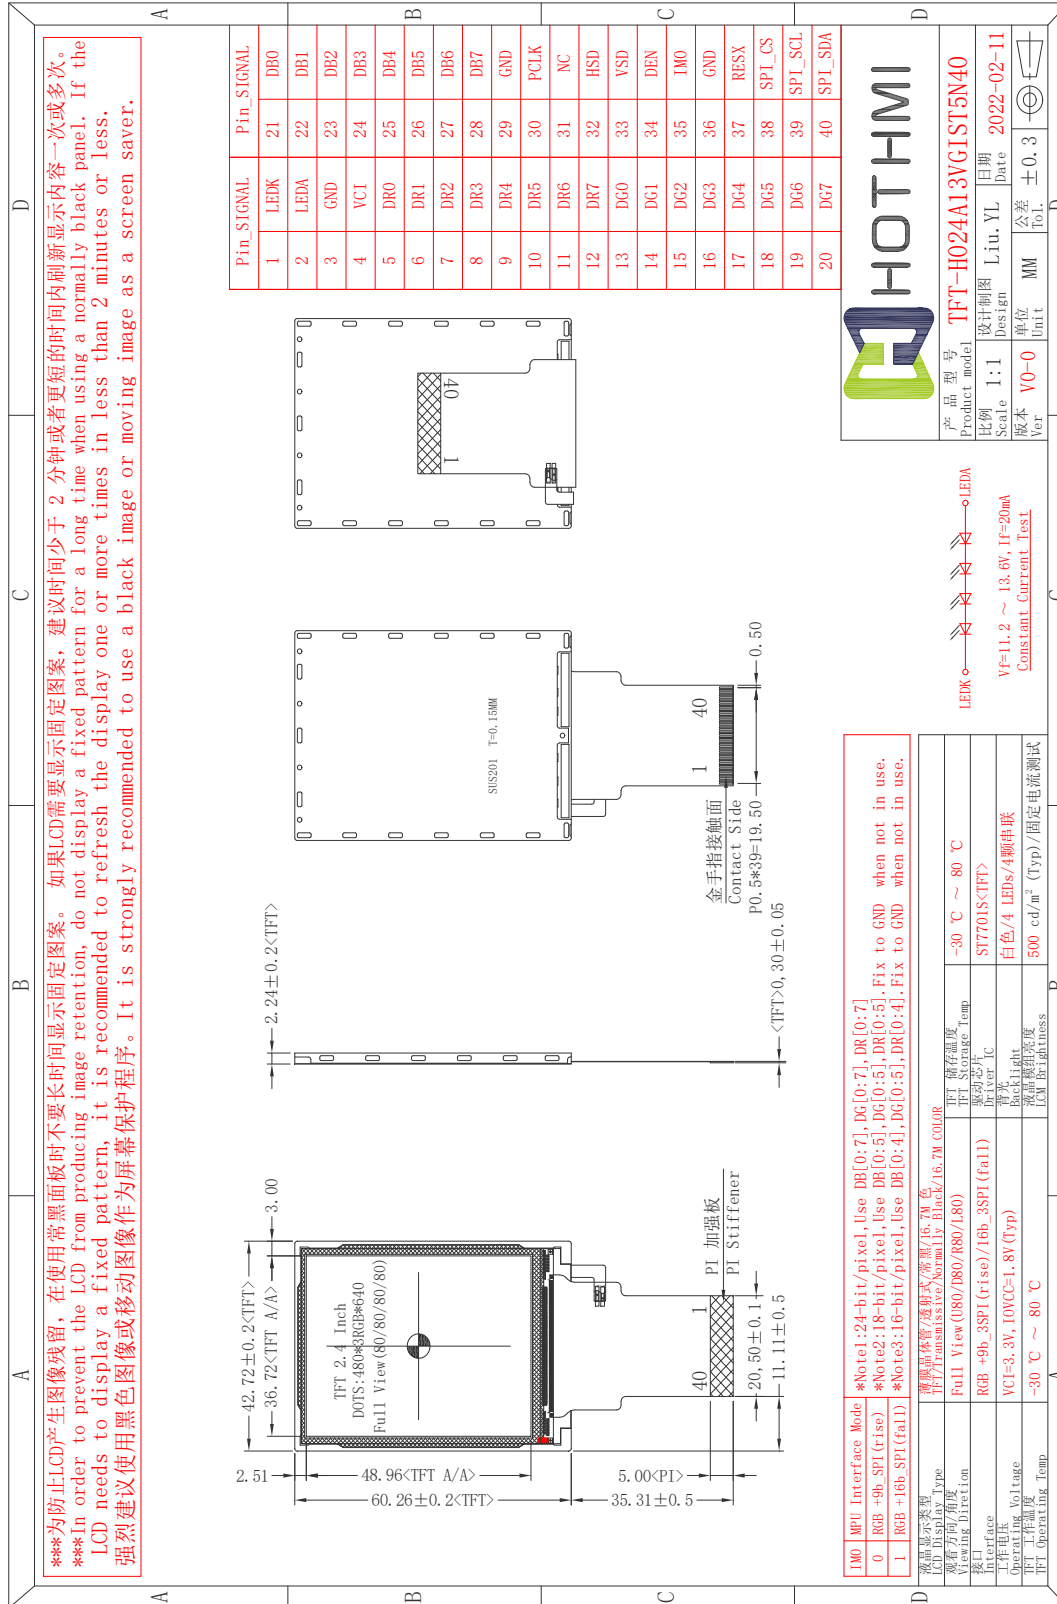 ***为防止LCD产生图像残留，在使用常黑面板时不要长时间显示固定图案。 如果LCD需要显示固定图案，建议时间少于 2 分钟或者更短的时间内刷新显示内容一次或多次。
***In order to prevent the LCD from producing image retention, do not display a fixed pattern for a long time when using a normally black panel. If the
LCD needs to display a fixed pattern, it is recommended to refresh the display one or more times in less than 2 minutes or less.
强烈建议使用黑色图像或移动图像作为屏幕保护程序。It is strongly recommended to use a black image or moving image as a screen saver.
A
B
C
D
A
B
C
D
A
B
C
D
A
B
C
D
42.72±0.2<TFT>
36.72<TFT A/A>
3.00
2.51
48.96<TFT A/A>
60.26±0.2<TFT>
5.00<PI>
35.31±0.5
TFT 2.4 Inch
DOTS:480*3RGB*640
Full View(80/80/80/80)
40
1
PI 加强板
PI Stiffener
20,50±0.1
11.11±0.5
2.24±0.2<TFT>
<TFT>0,30±0.05
SUS201 T=0.15MM
1
40
金手指接触面
Contact Side
P0.5*39=19.50
0.50
1
40
Pin_SIGNAL Pin_SIGNAL
1 LEDK 21 DB0
2 LEDA 22 DB1
3 GND 23 DB2
4 VCI 24 DB3
5 DR0 25 DB4
6 DR1 26 DB5
7 DR2 27 DB6
8 DR3 28 DB7
9 DR4 29 GND
10 DR5 30 PCLK
11 DR6 31 NC
12 DR7 32 HSD
13 DG0 33 VSD
14 DG1 34 DEN
15 DG2 35 IMO
16 DG3 36 GND
17 DG4 37 RESX
18 DG5 38 SPI_CS
19 DG6 39 SPI_SCL
20 DG7 40 SPI_SDA
IMO MPU Interface Mode
0 RGB +9b_SPI(rise)
1 RGB +16b_SPI(fall)
*Note1:24-bit/pixel,Use DB[0:7],DG[0:7],DR[0:7]
*Note2:18-bit/pixel,Use DB[0:5],DG[0:5],DR[0:5].Fix to GND when not in use.
*Note3:16-bit/pixel,Use DB[0:4],DG[0:5],DR[0:4].Fix to GND when not in use.
液晶显示类型
LCD Display Type
薄膜晶体管/透射式/常黑/16.7M 色
TFT/Transmissive/Normally Black/16.7M COLOR
观看方向/角度
Viewing Diretion
Full View(U80/D80/R80/L80)
TFT 储存温度
TFT Storage Temp
-30 ℃ ～ 80 ℃
接口
Interface
RGB +9b_3SPI(rise)/16b_3SPI(fall)
驱动芯片
Driver IC
ST7701S<TFT>
工作电压
Operating Voltage
VCI=3.3V,IOVCC=1.8V(Typ)
背光
Backlight
白色/4 LEDs/4颗串联
TFT 工作温度
TFT Operating Temp
-30 ℃ ～ 80 ℃
液晶模组亮度
LCM Brightness
500 cd/m² (Typ)/固定电流测试
LEDK
LEDA
Vf=11.2 ～ 13.6V,If=20mA
Constant Current Test
HOTHMI
产 品 型 号
Product model
TFT-H024A13VGIST5N40
比例
Scale
1:1
设计制图
Design
Liu.YL
日期
Date
2022-02-11
版本
Ver
V0-0
单位
Unit
MM
公差
Tol.
±0.3